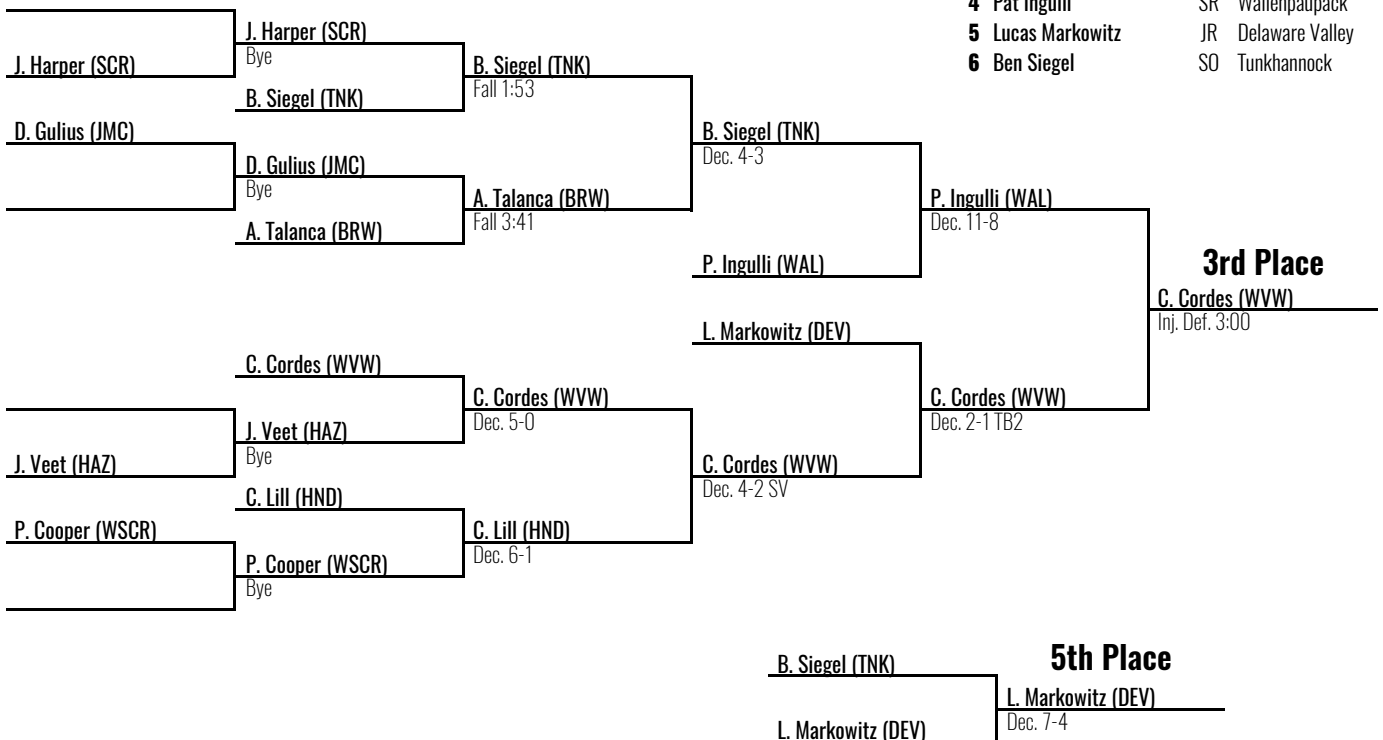 4 Pat Ingulli SR Wallenpaupack
5 Lucas Markowitz JR Delaware Valley
6 Ben Siegel SO Tunkhannock
J. Harper (SCR)
Bye
J. Harper (SCR)
B. Siegel (TNK)
Fall 1:53
B. Siegel (TNK)
D. Gulius (JMC)
B. Siegel (TNK)
Dec. 4-3
D. Gulius (JMC)
Bye
A. Talanca (BRW)
Fall 3:41
P. Ingulli (WAL)
Dec. 11-8
A. Talanca (BRW)
P. Ingulli (WAL)
3rd Place
C. Cordes (WVW)
Inj. Def. 3:00
L. Markowitz (DEV)
C. Cordes (WVW)
C. Cordes (WVW)
Dec. 5-0
C. Cordes (WVW)
Dec. 2-1 TB2
J. Veet (HAZ)
Bye
J. Veet (HAZ)
C. Cordes (WVW)
Dec. 4-2 SV
C. Lill (HND)
P. Cooper (WSCR)
C. Lill (HND)
Dec. 6-1
P. Cooper (WSCR)
Bye
B. Siegel (TNK)
5th Place
L. Markowitz (DEV)
Dec. 7-4
L. Markowitz (DEV)